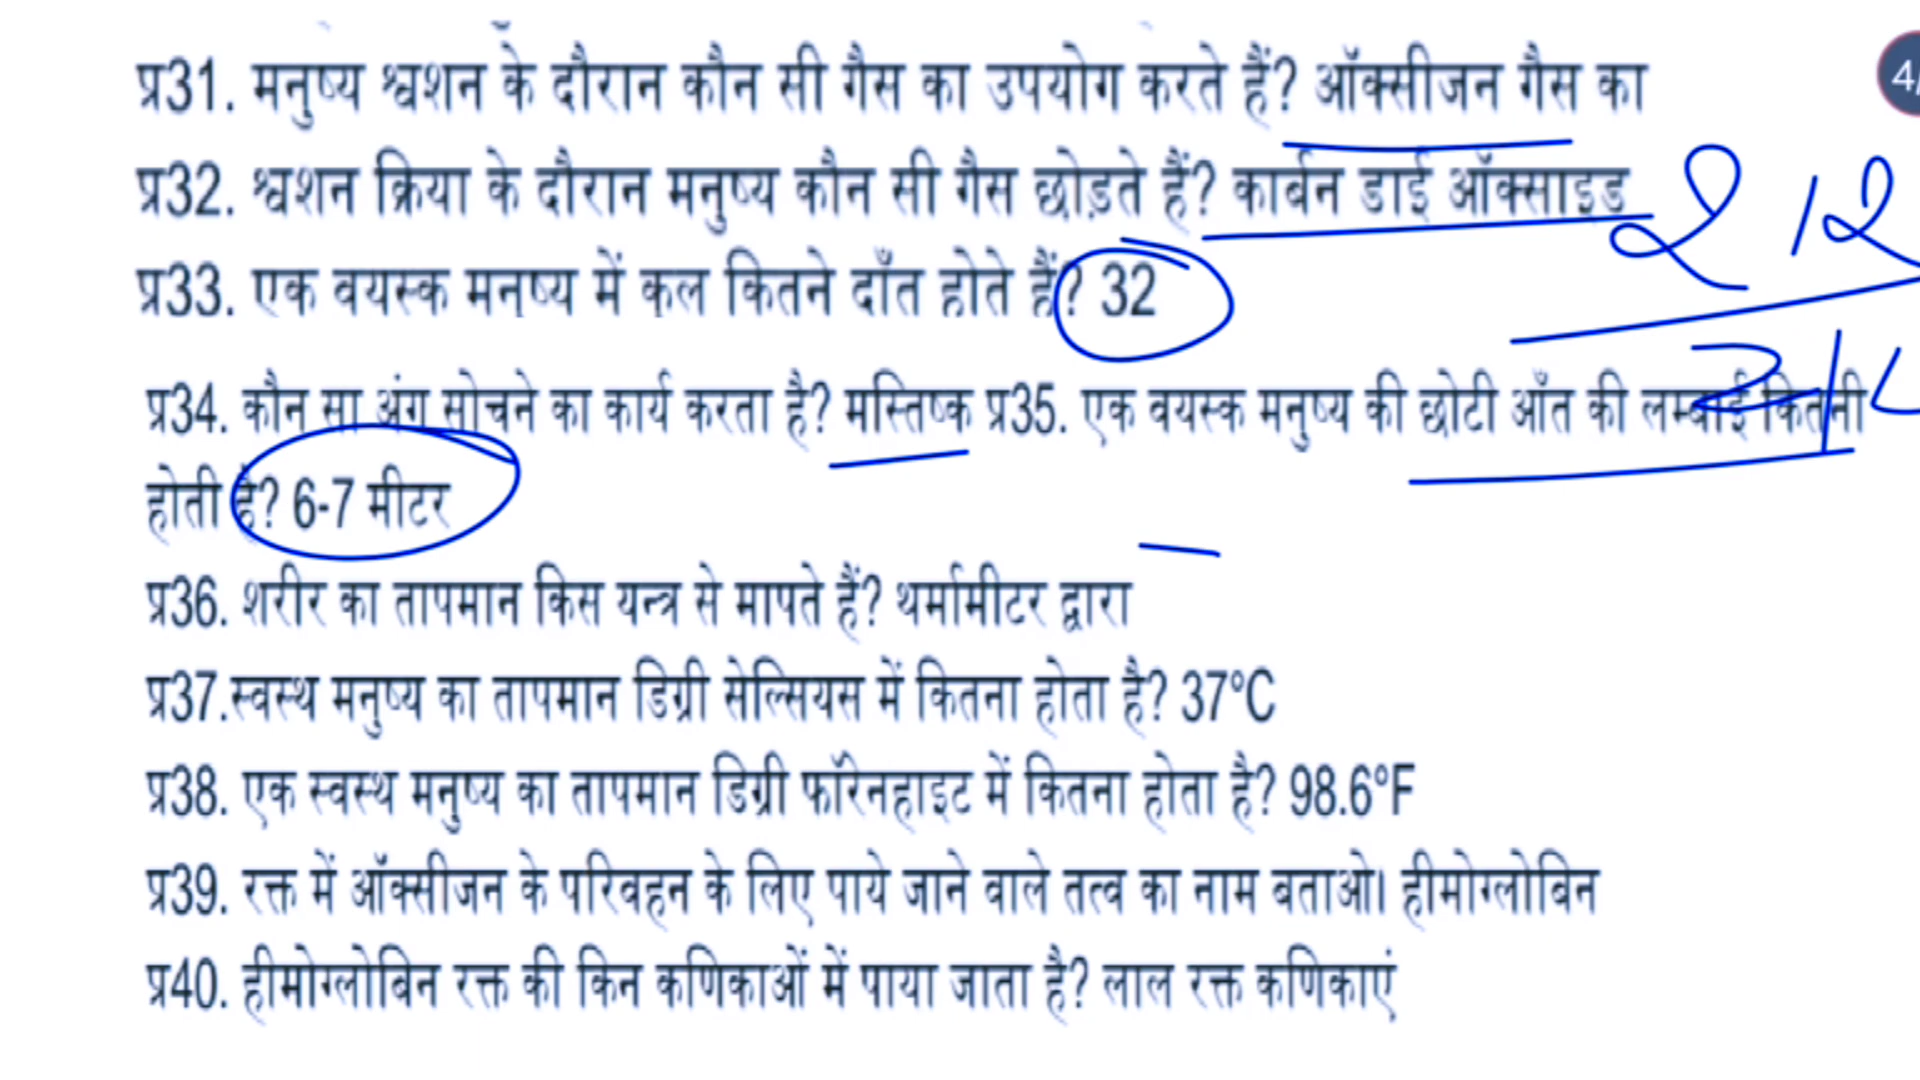 प्र31. मनुष्य श्वशन के दौरान कौन सी गैस का उपयोग करते हैं? ऑक्सीजन गैस का
प्र32. श्वशन क्रिया के दौरान मनुष्य कौन सी गैस छोड़ते हैं? कार्बन डाई ऑक्साइड
प्र33. एक वयस्क मनुष्य में कुल कितने दाँत होते हैं? 32
प्र34. कौन सा अंग सोचने का कार्य करता है? मस्तिष्क प्र35. एक वयस्क मनुष्य की छोटी आँत की लम्बाई कितनी
होती है? 6-7 मीटर
प्र36. शरीर का तापमान किस यन्त्र से मापते हैं? थर्मामीटर द्वारा
प्र37.स्वस्थ मनुष्य का तापमान डिग्री सेल्सियस में कितना होता है? 37°C
प्र38. एक स्वस्थ मनुष्य का तापमान डिग्री फॉरेनहाइट में कितना होता है? 98.6°F
प्र39. रक्त में ऑक्सीजन के परिवहन के लिए पाये जाने वाले तत्व का नाम बताओ। हीमोग्लोबिन
प्र40. हीमोग्लोबिन रक्त की किन कणिकाओं में पाया जाता है? लाल रक्त कणिकाएं